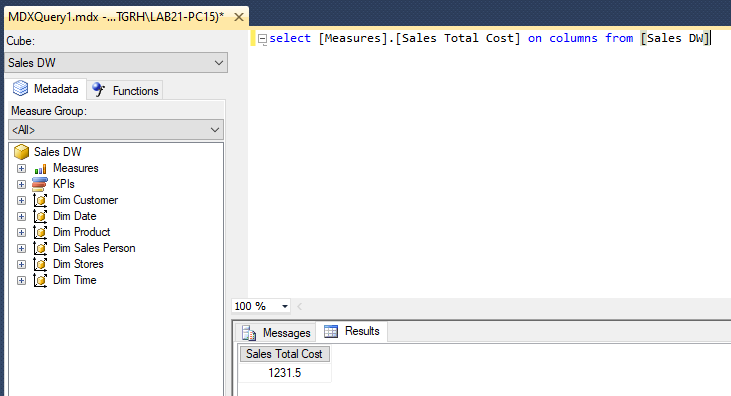 MDXQuery1.mdx -...TGRH\LAB21-PC15)*
Cube:
Sales DW
Metadata
Functions
Measure Group:
<All>
Sales DW
Measures
KPIs
Dim Customer
Dim Date
Dim Product
Dim Sales Person
Dim Stores
Dim Time
select [Measures].[Sales Total Cost] on columns from [Sales DW]
100 %
Messages
Results
Sales Total Cost
1231.5